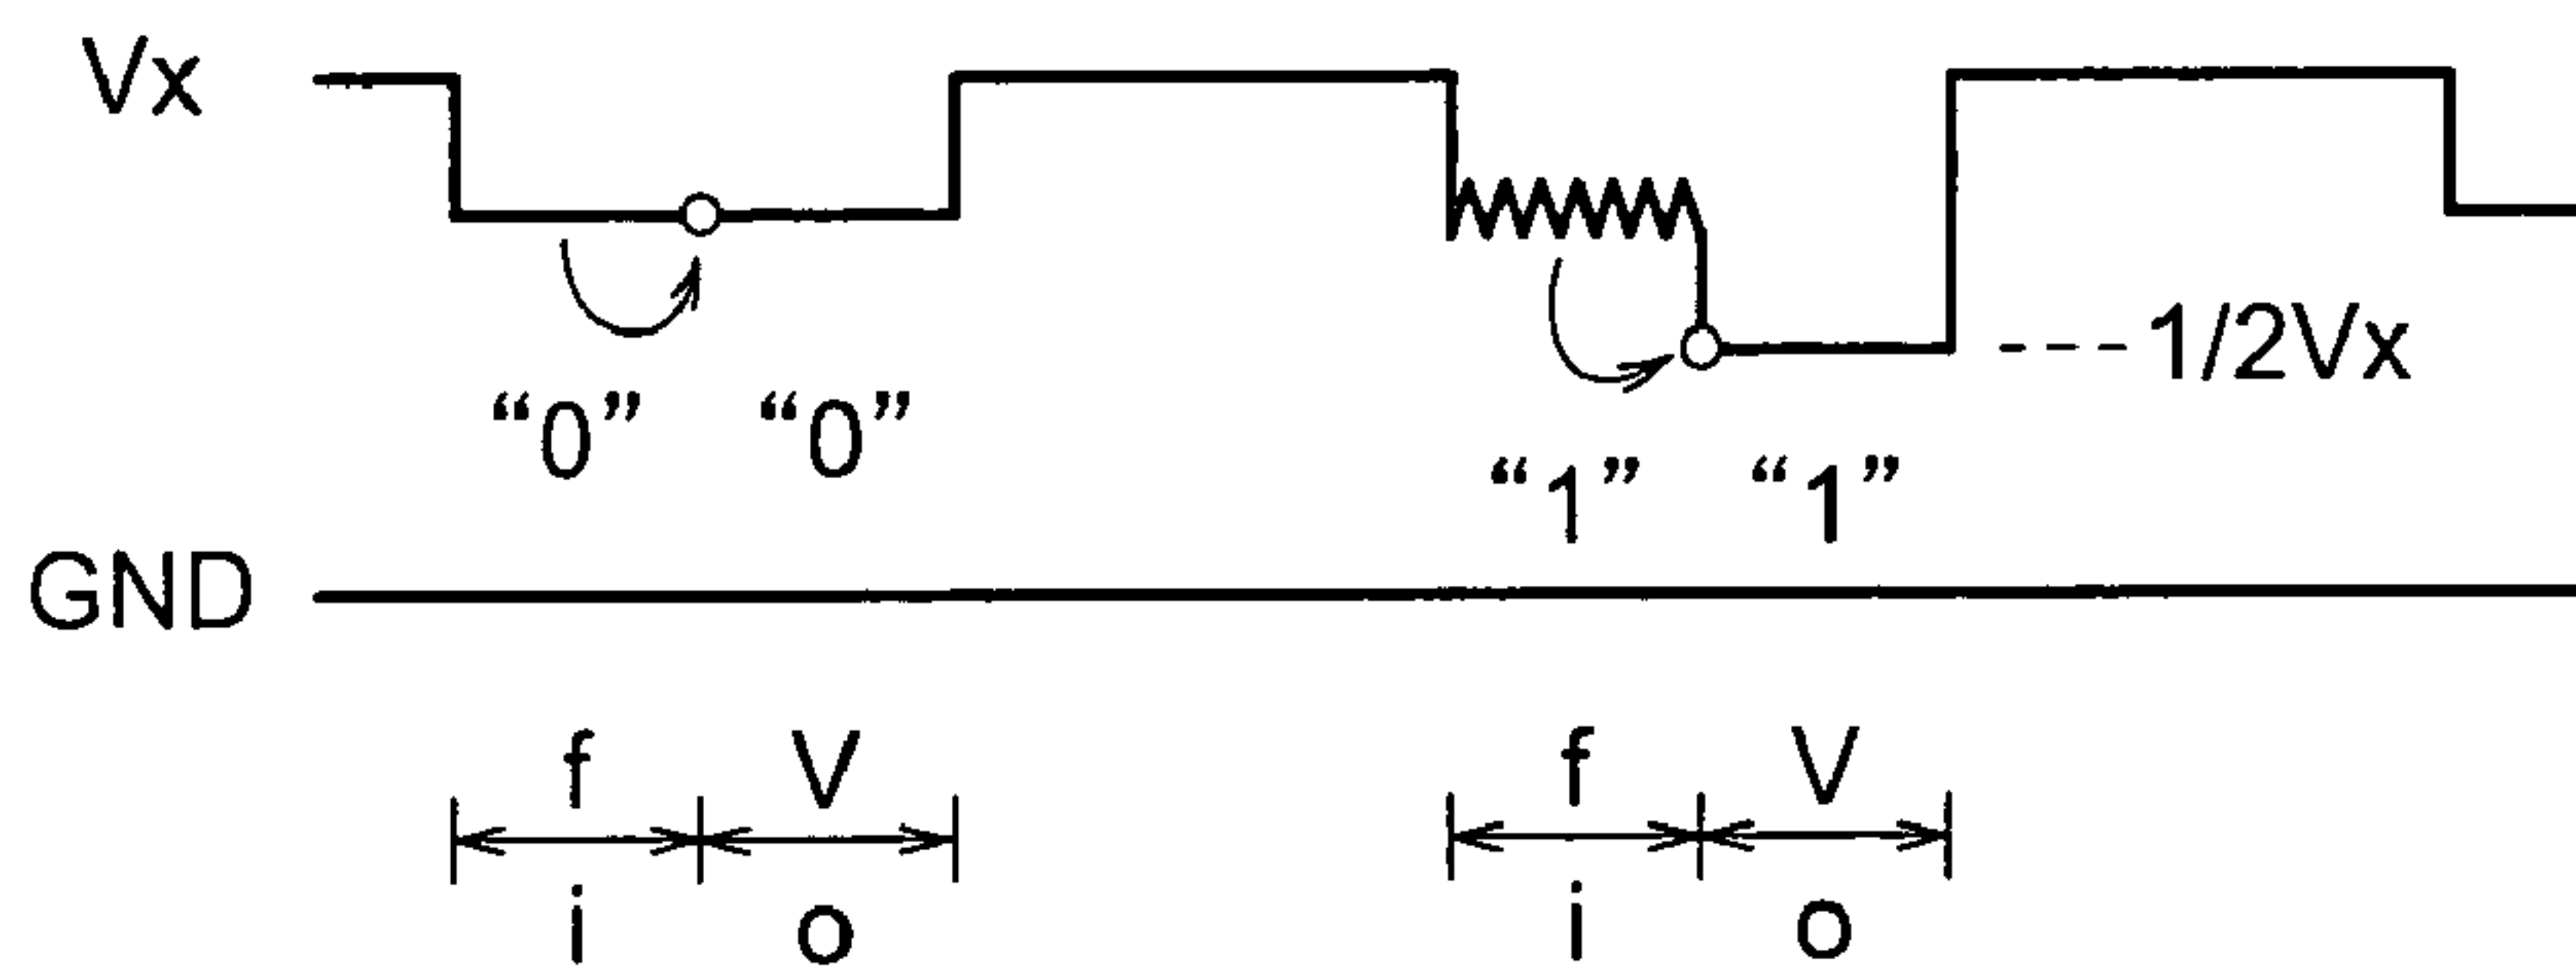 Vx
“0” “0”
1/2Vx
“1” “1”
GND
f V f V
i o i o